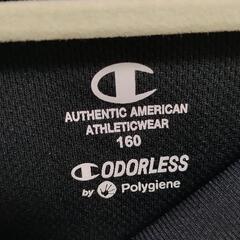 AUTHENTIC AMERICAN
ATHLETICWEAR
160
ODORLESS
by Polygiene